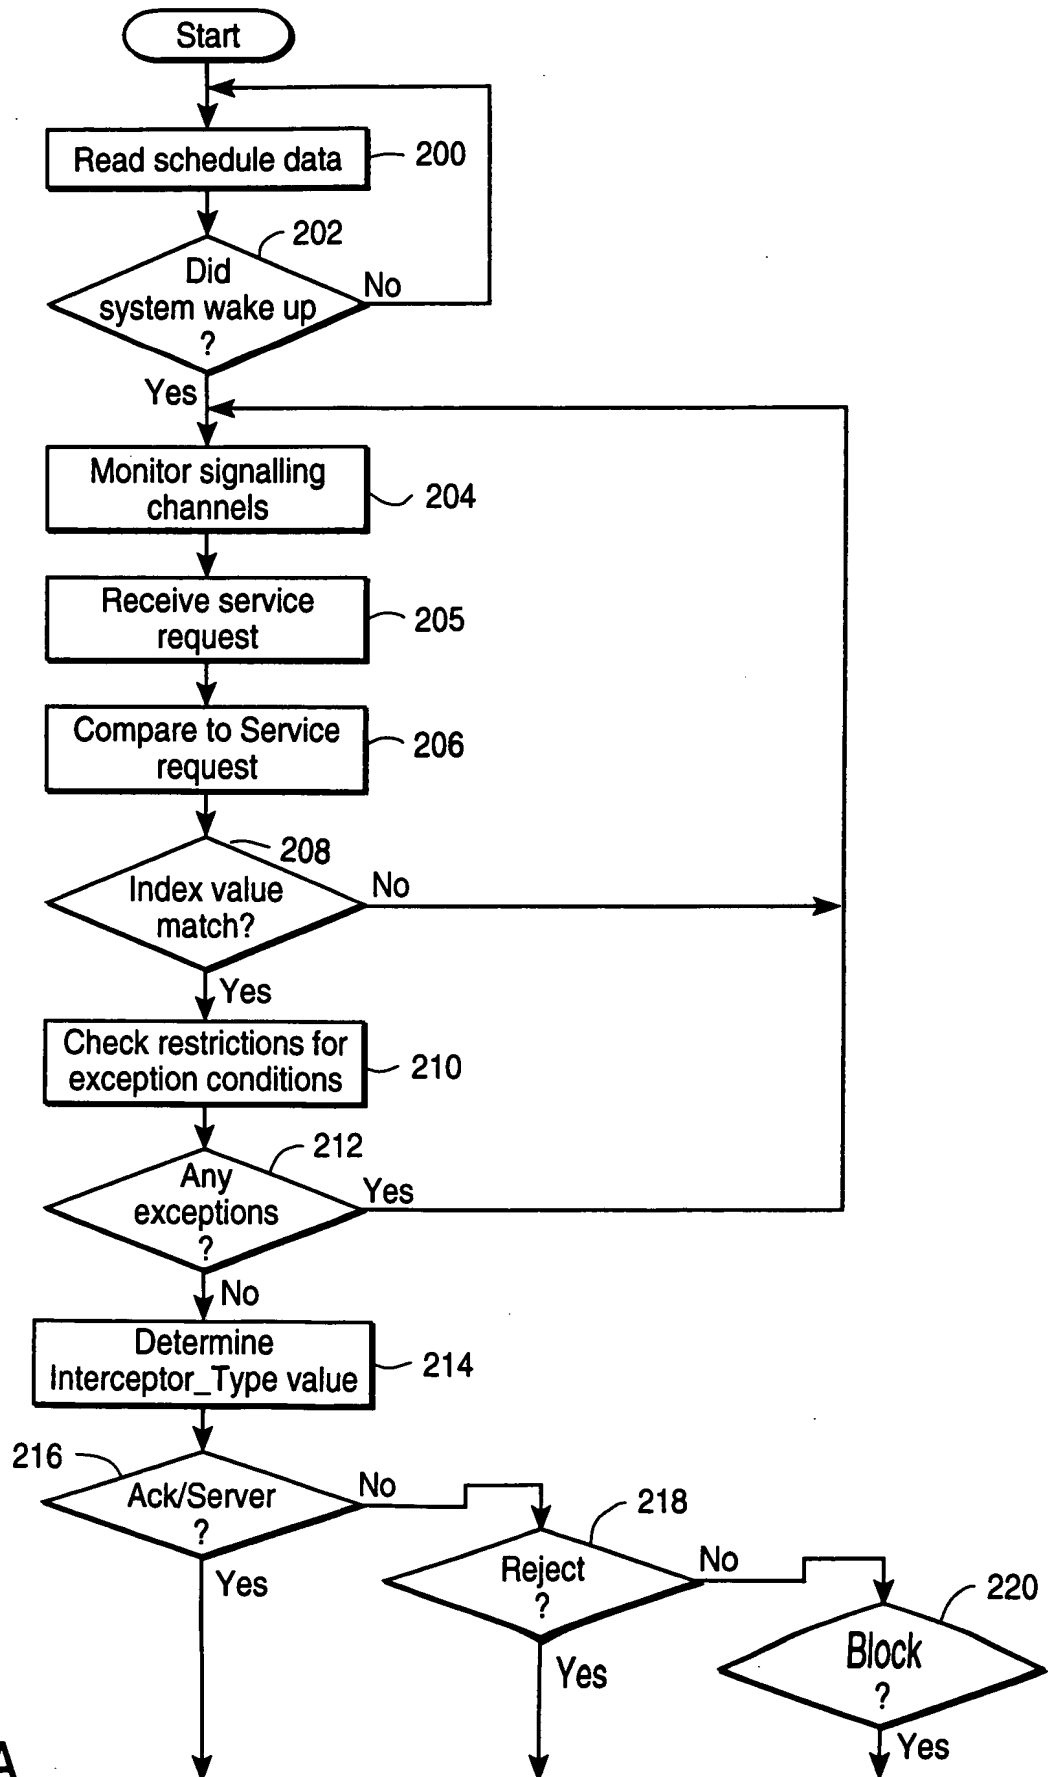 Start
Read schedule data
200
202
Did
system wake up
?
No
Yes
Monitor signalling
channels
204
Receive service
request
205
Compare to Service
request
206
208
Index value
match?
No
Yes
Check restrictions for
exception conditions
210
212
Any
exceptions
?
Yes
No
Determine
Interceptor_Type value
214
216
Ack/Server
?
No
Yes
218
Reject
?
No
Yes
220
Block
?
Yes
A